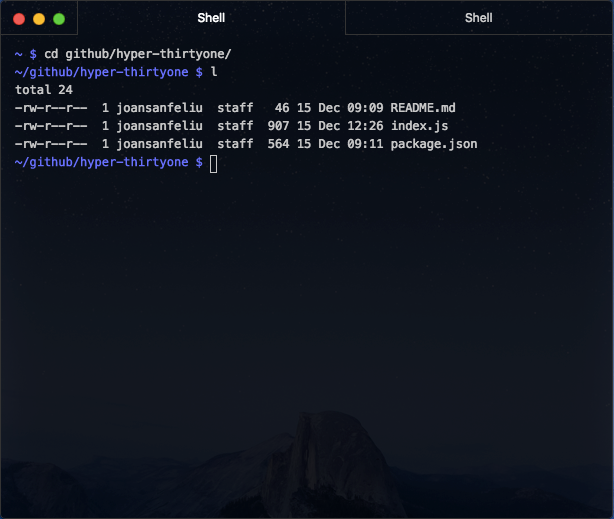 Shell Shell
~ $ cd github/hyper-thirtyone/
~/github/hyper-thirtyone $ l
total 24
-rw-r--r--  1 joansanfeliu  staff   46 15 Dec 09:09 README.md
-rw-r--r--  1 joansanfeliu  staff  907 15 Dec 12:26 index.js
-rw-r--r--  1 joansanfeliu  staff  564 15 Dec 09:11 package.json
~/github/hyper-thirtyone $